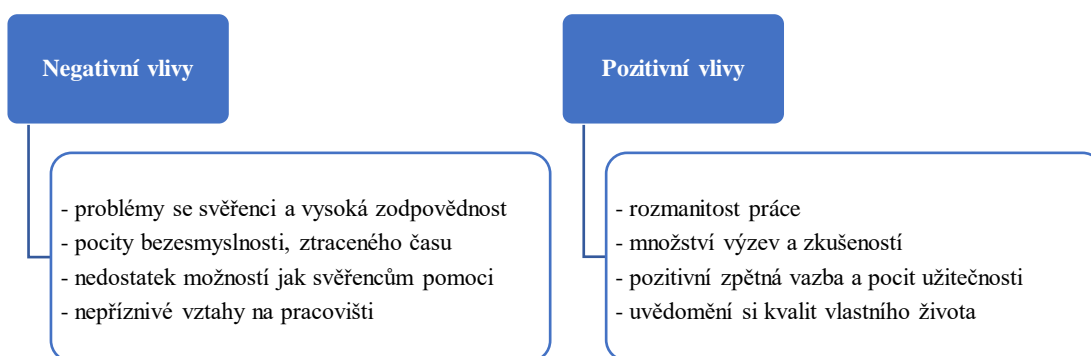 Negativní vlivy
- problémy se svěřenci a vysoká zodpovědnost
- pocity bezesmyslnosti, ztraceného času
- nedostatek možností jak svěřencům pomoci
- nepříznivé vztahy na pracovišti
Pozitivní vlivy
- rozmanitost práce
- množství výzev a zkušeností
- pozitivní zpětná vazba a pocit užitečnosti
- uvědomění si kvalit vlastního života